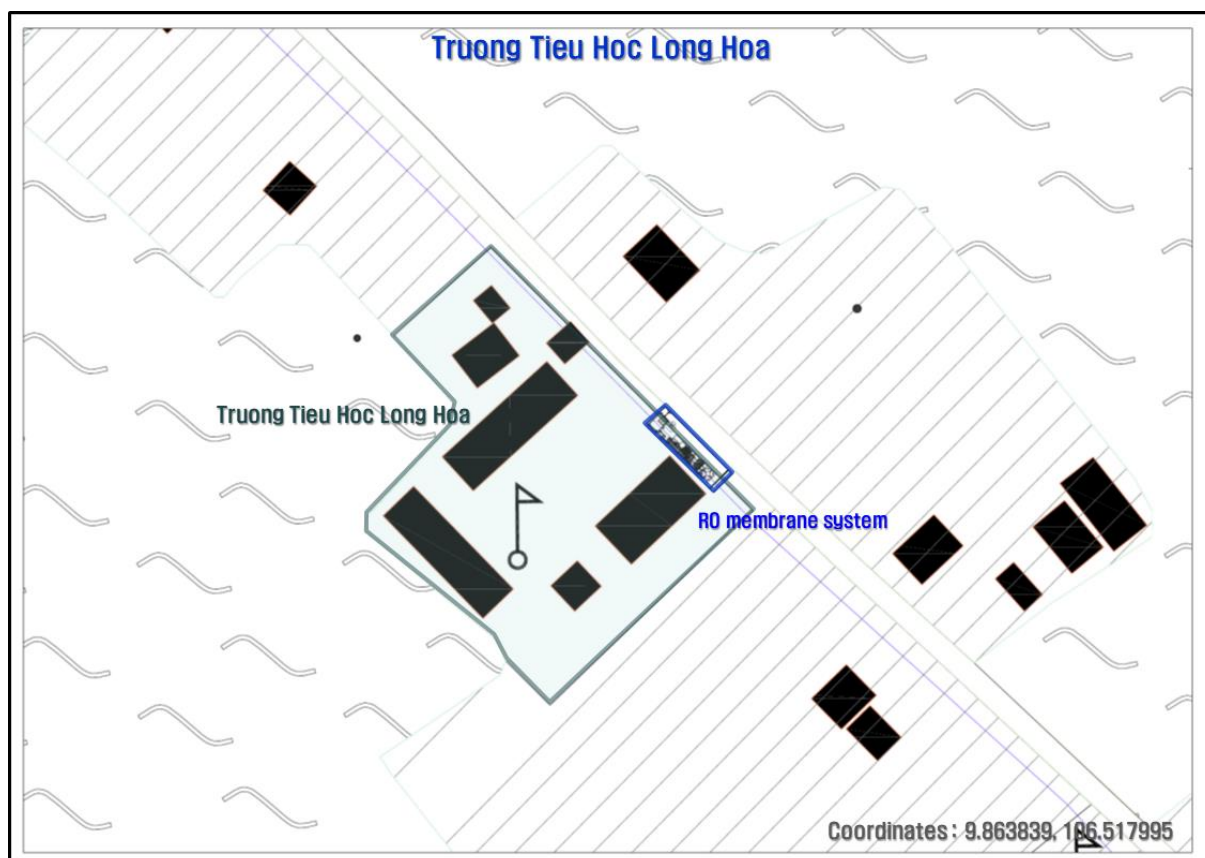 Truong Tieu Hoc Long Hoa
Truong Tieu Hoc Long Hoa
RO membrane system
Coordinates : 9.863839, 106.517995